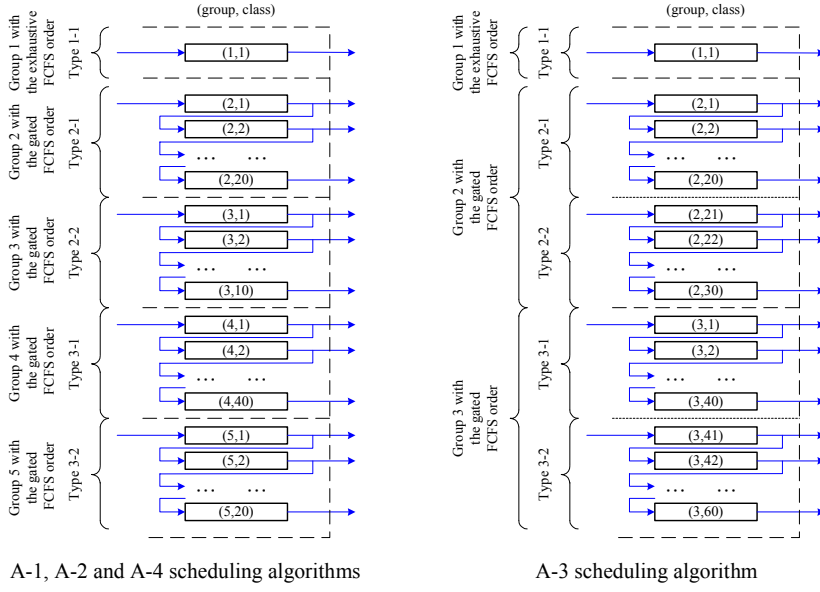 (group, class)
Group 1 with
the exhaustive
FCFS order
Type 1-1
(1,1)
Group 2 with
the gated
FCFS order
Type 2-1
(2,1)
(2,2)
... ...
(2,20)
Group 3 with
the gated
FCFS order
Type 2-2
(3,1)
(3,2)
... ...
(3,10)
Group 4 with
the gated
FCFS order
Type 3-1
(4,1)
(4,2)
... ...
(4,40)
Group 5 with
the gated
FCFS order
Type 3-2
(5,1)
(5,2)
... ...
(5,20)
A-1, A-2 and A-4 scheduling algorithms
(group, class)
Group 1 with
the exhaustive
FCFS order
Type 1-1
(1,1)
Group 2 with
the gated
FCFS order
Type 2-1
(2,1)
(2,2)
... ...
(2,20)
Type 2-2
(2,21)
(2,22)
... ...
(2,30)
Group 3 with
the gated
FCFS order
Type 3-1
(3,1)
(3,2)
... ...
(3,40)
Type 3-2
(3,41)
(3,42)
... ...
(3,60)
A-3 scheduling algorithm